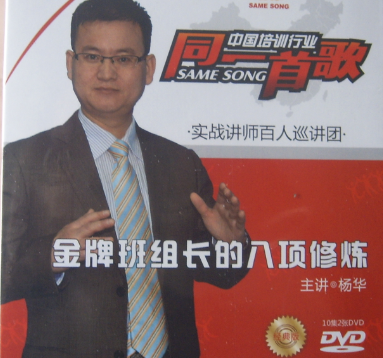 SAME SONG
中国培训行业
同一首歌
SAME SONG
·实战讲师百人巡讲团·
金牌班组长的八项修炼
主讲 杨华
10集2张DVD
DVD